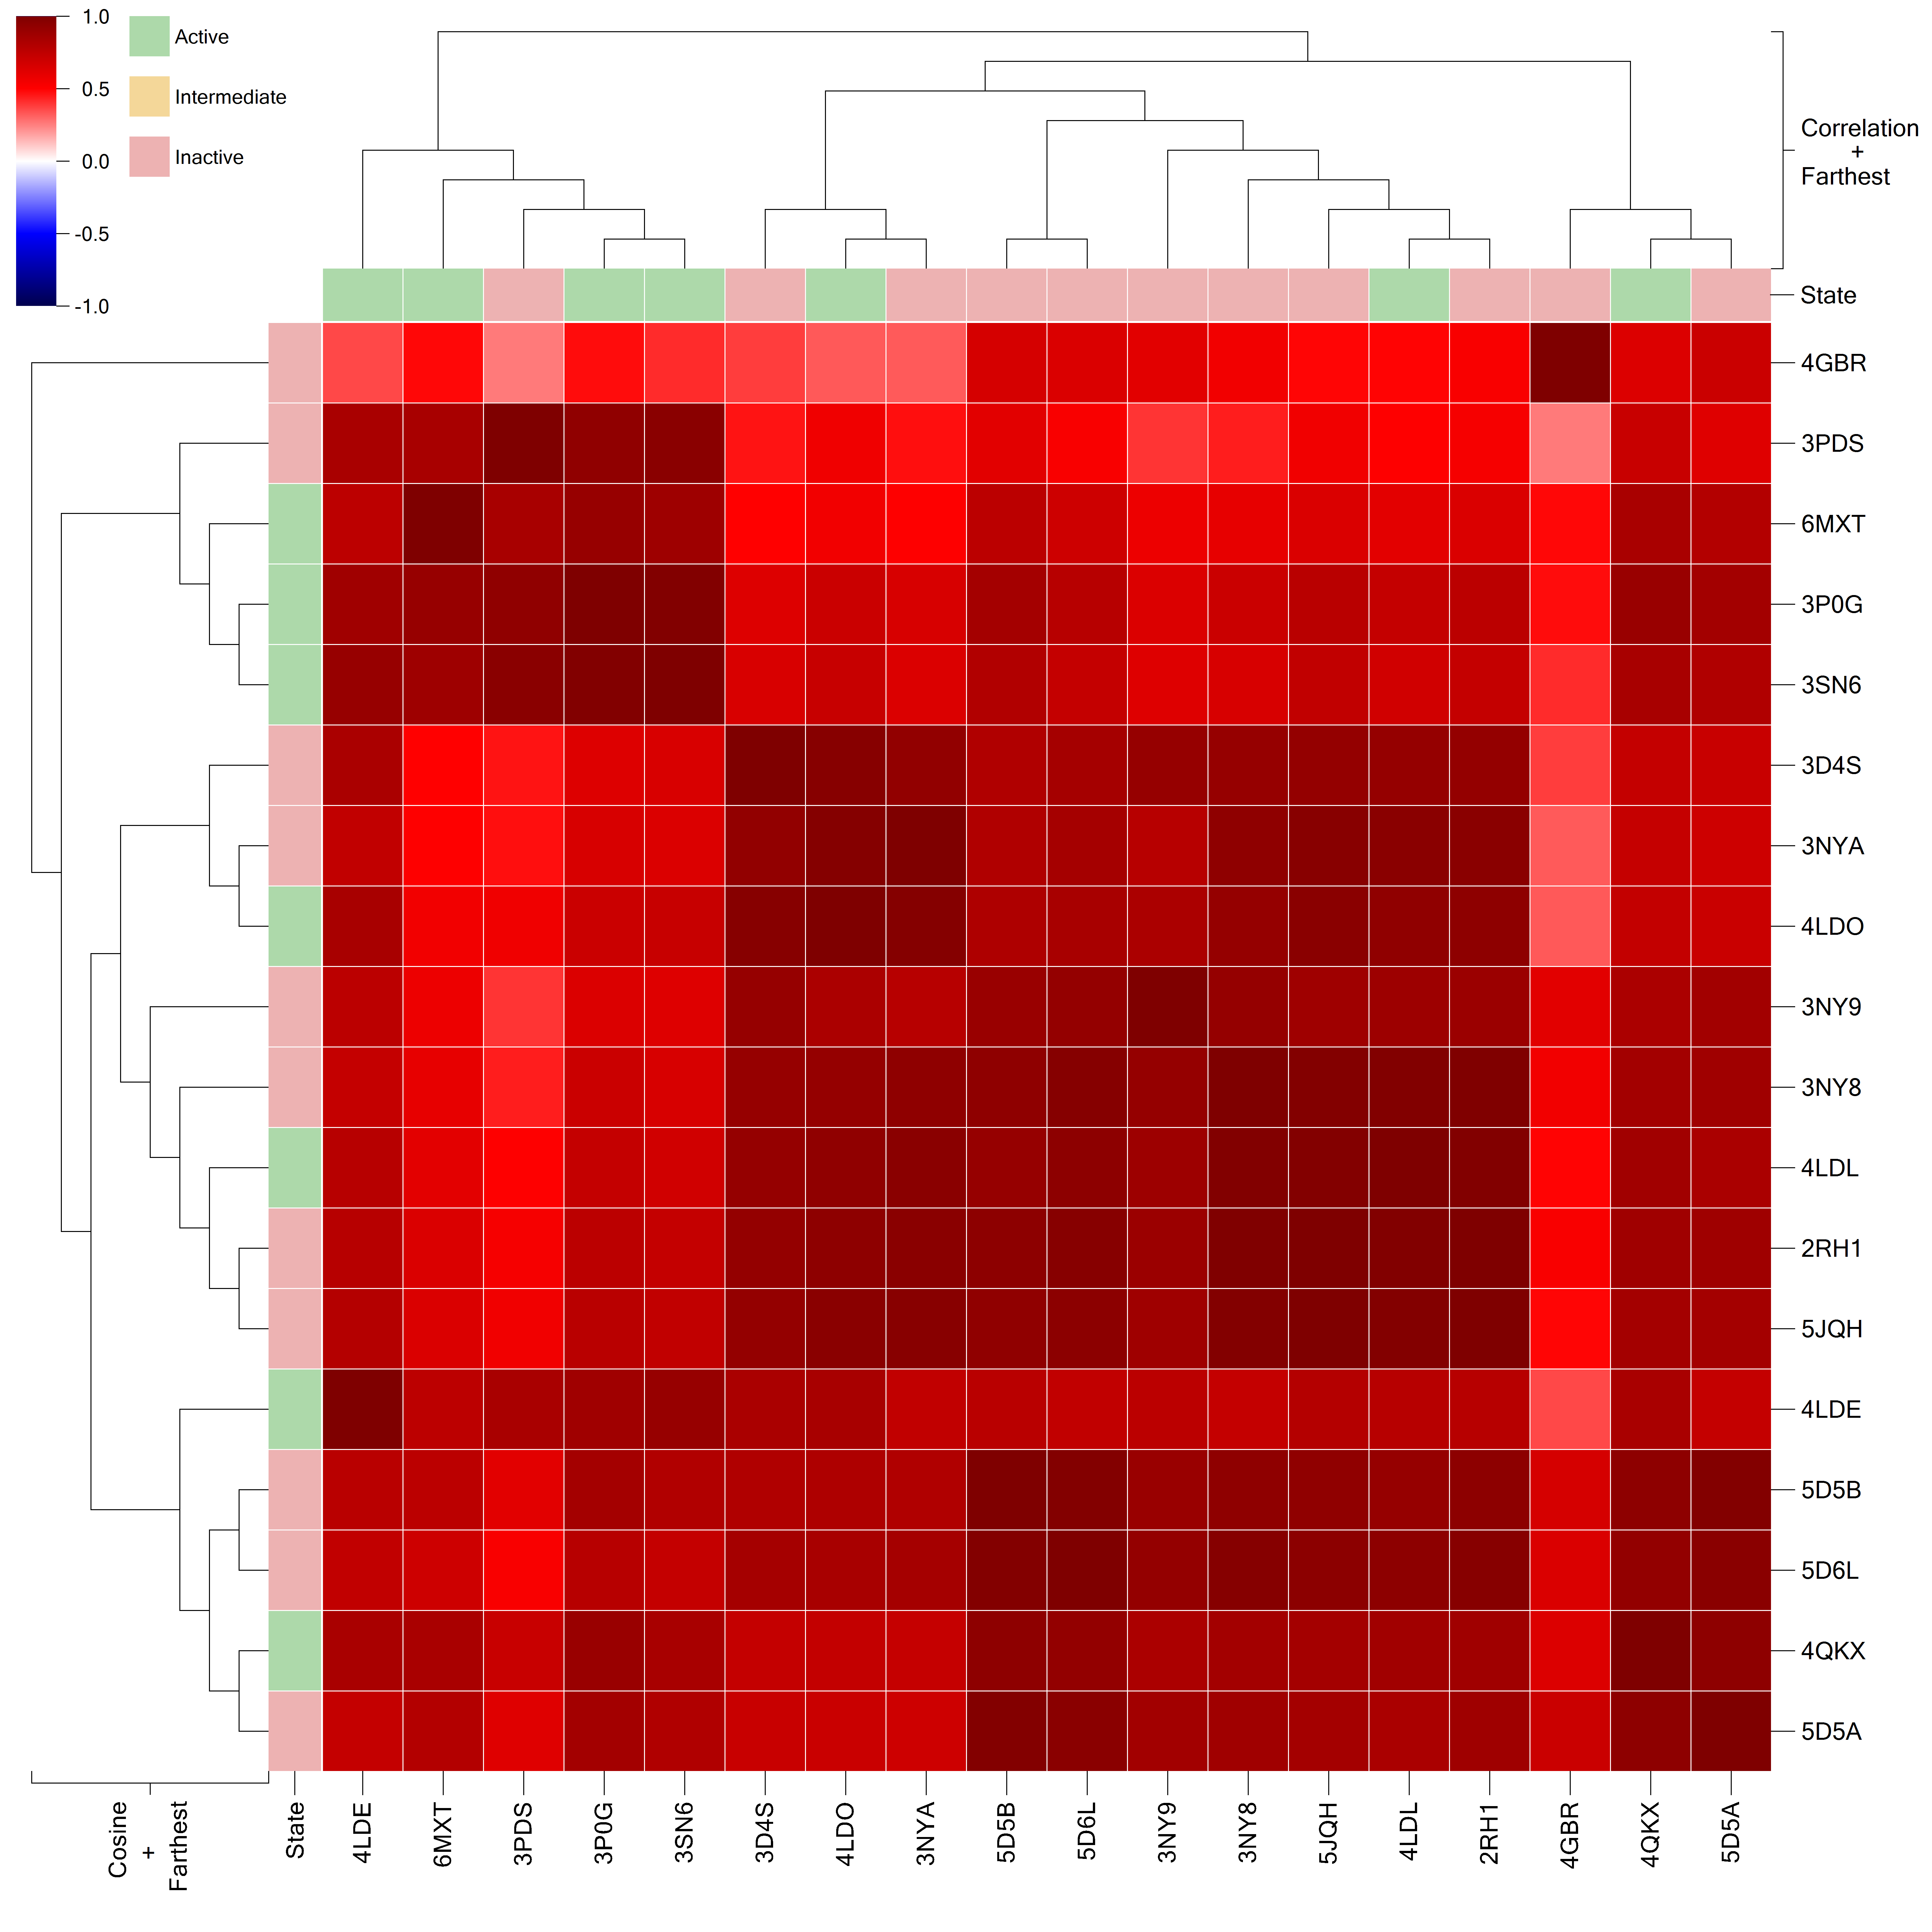 1.0
0.5
0.0
-0.5
-1.0
Active
Intermediate
Inactive
Correlation
+
Farthest
State
4GBR
3PDS
6MXT
3P0G
3SN6
3D4S
3NYA
4LDO
3NY9
3NY8
4LDL
2RH1
5JQH
4LDE
5D5B
5D6L
4QKX
5D5A
Cosine
+
Farthest
State
4LDE
6MXT
3PDS
3P0G
3SN6
3D4S
4LDO
3NYA
5D5B
5D6L
3NY9
3NY8
5JQH
4LDL
2RH1
4GBR
4QKX
5D5A